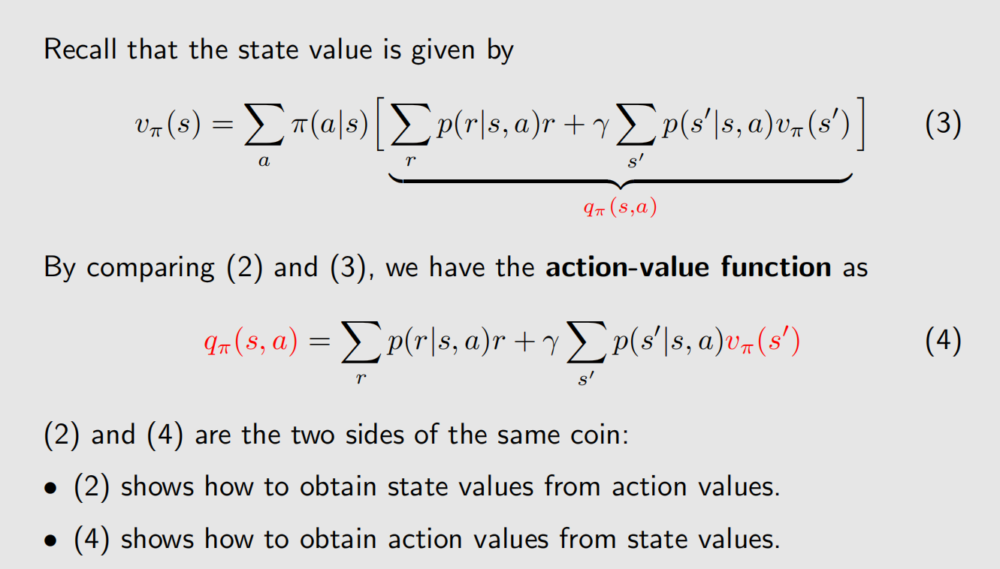 Recall that the state value is given by
$v_\pi(s) = \sum_a \pi(a|s) \Big[ \underbrace{\sum_r p(r|s,a)r + \gamma \sum_{s'} p(s'|s,a)v_\pi(s')}_{q_\pi(s,a)} \Big]$ (3)
By comparing (2) and (3), we have the action-value function as
$q_\pi(s,a) = \sum_r p(r|s,a)r + \gamma \sum_{s'} p(s'|s,a)v_\pi(s')$ (4)
(2) and (4) are the two sides of the same coin:
• (2) shows how to obtain state values from action values.
• (4) shows how to obtain action values from state values.